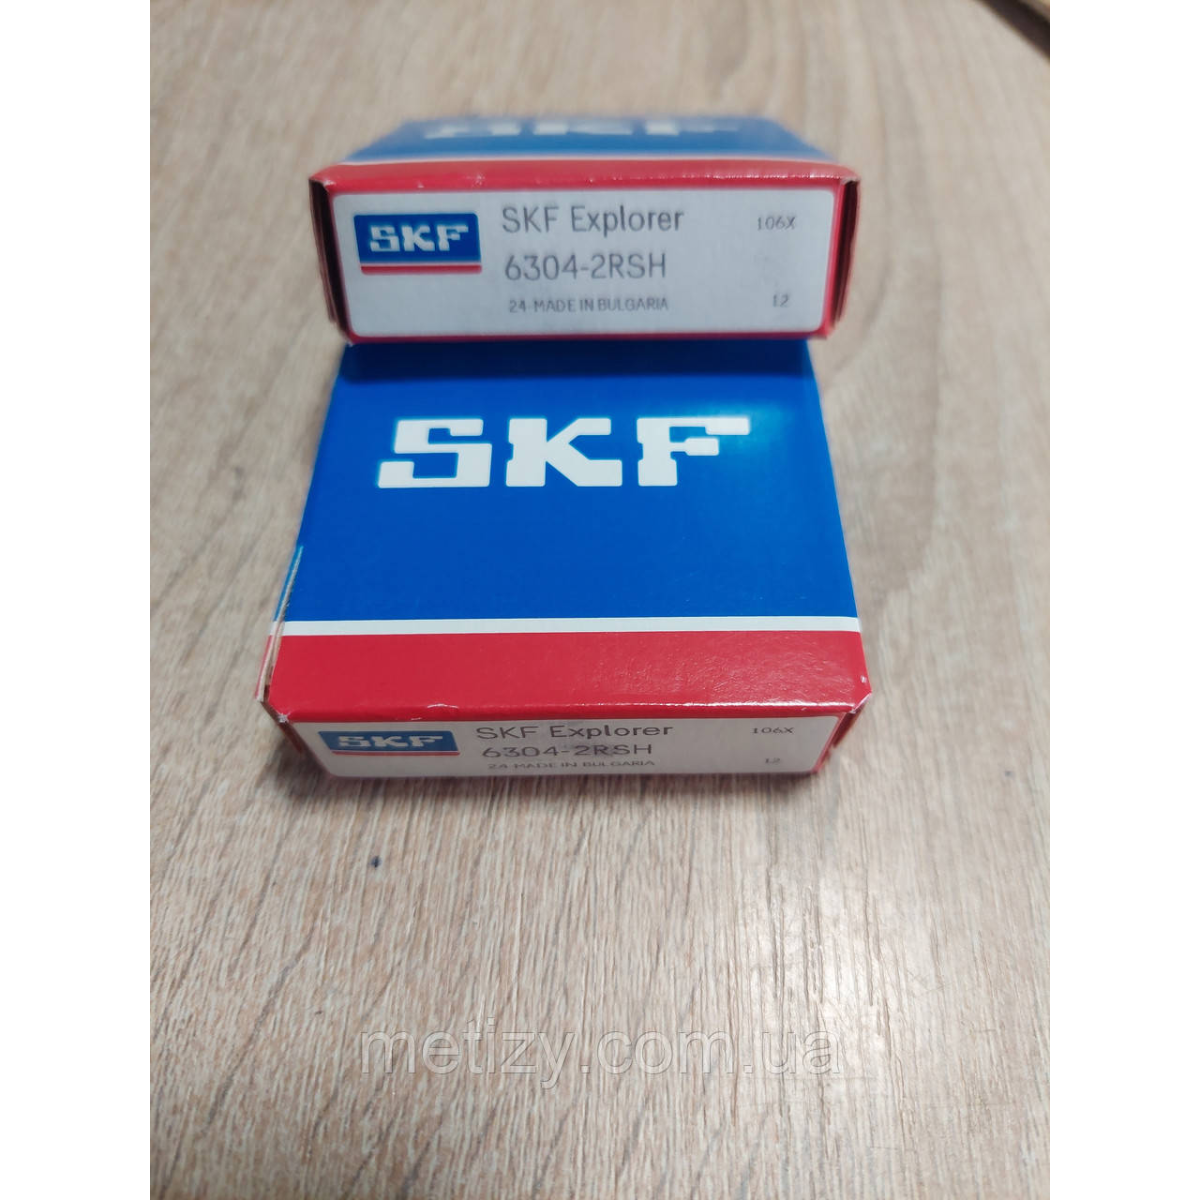 SKF
SKF
SKF Explorer
106X
6304-2RSH
24 MADE IN BULGARIA
12
SKF
SKF
SKF Explorer
106X
6304-2RSH
24 MADE IN BULGARIA
12
metizy.com.ua